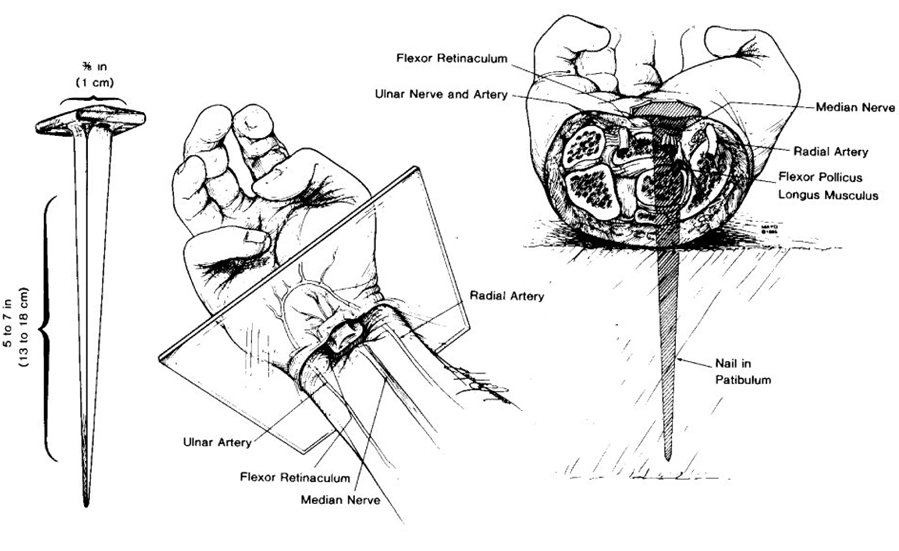 ⅜ in
(1 cm)
5 to 7 in
(13 to 18 cm)
Ulnar Artery
Flexor Retinaculum
Median Nerve
Radial Artery
Flexor Retinaculum
Ulnar Nerve and Artery
Median Nerve
Radial Artery
Flexor Pollicus
Longus Musculus
MAYO
Nail in
Patibulum